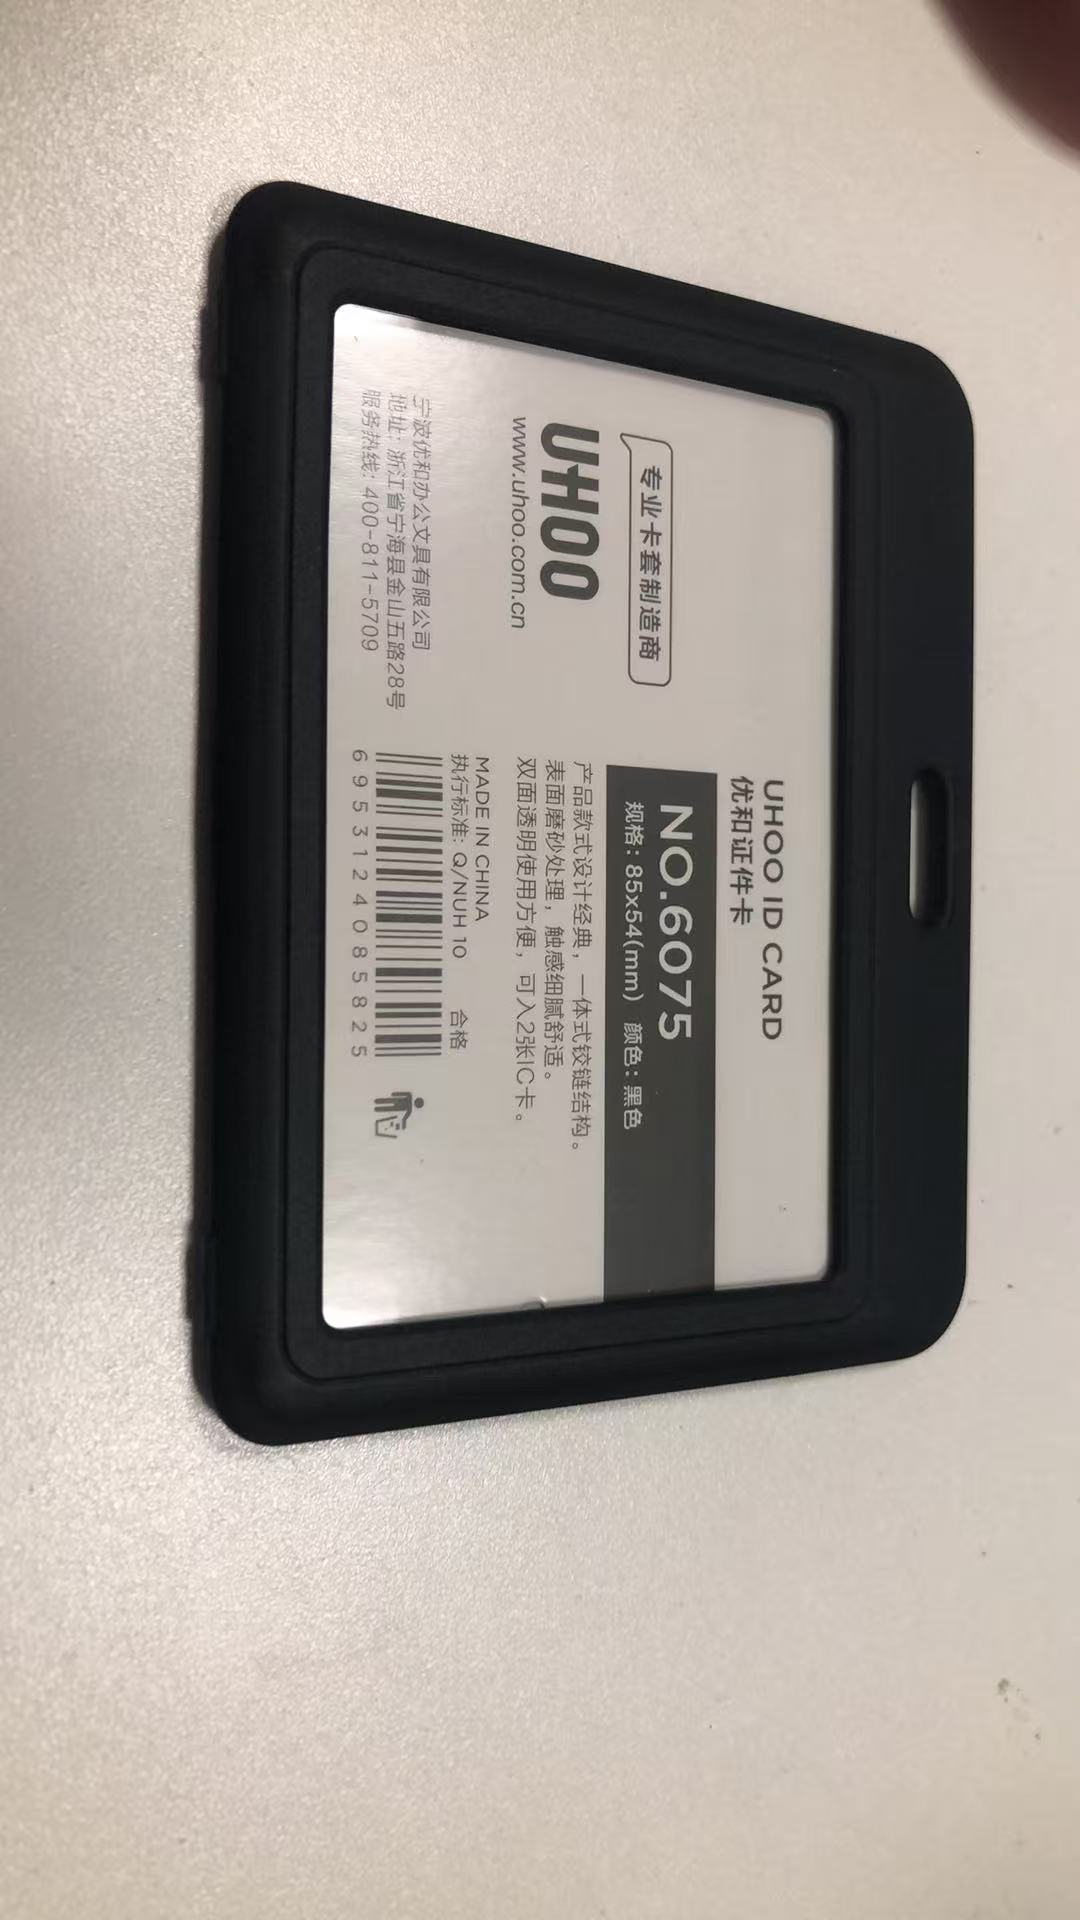 UHOO ID CARD
优和证件卡
专业卡套制造商
UHOO
www.uhoo.com.cn
NO.6075
规格：85x54(mm) 颜色：黑色
产品款式设计经典，一体式铰链结构。
表面磨砂处理，触感细腻舒适。
双面透明使用方便，可入2张IC卡。
宁波优和办公文具有限公司
地址：浙江省宁海县金山五路28号
服务热线：400-811-5709
MADE IN CHINA
执行标准：Q/NUH 10 合格
6953124085825